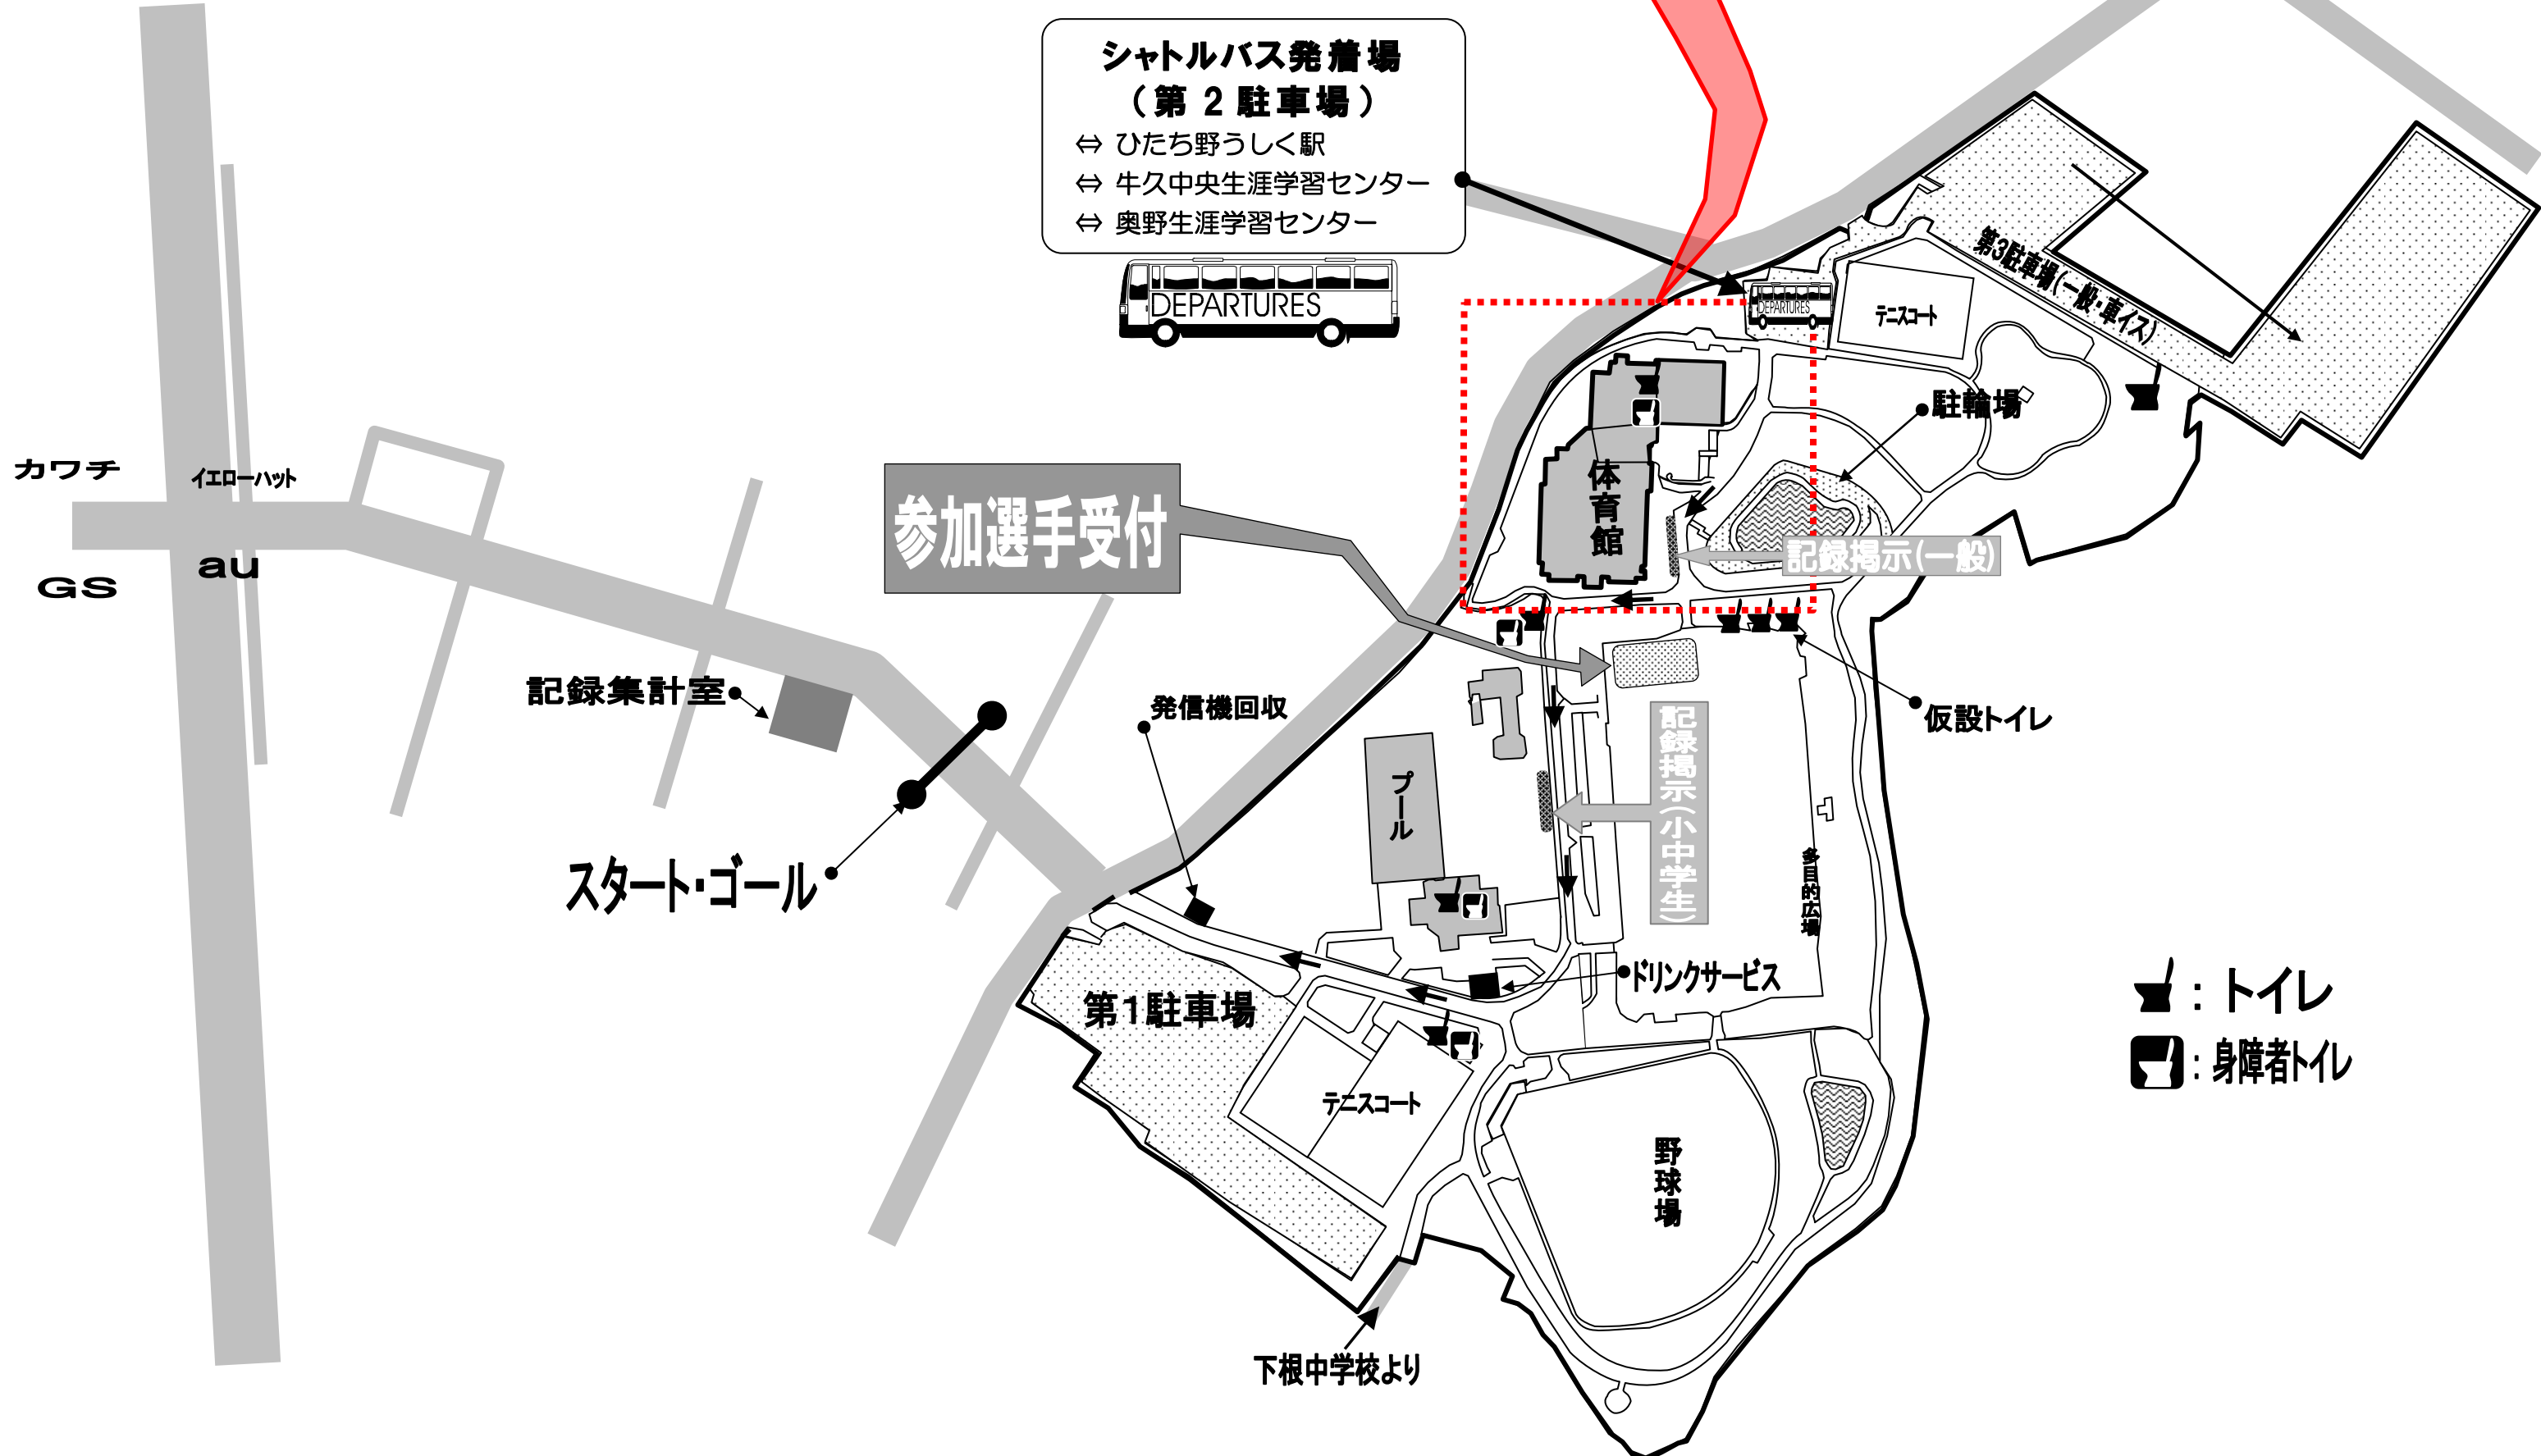 シャトルバス発着場
（第２駐車場）
⇔ ひたち野うしく駅
⇔ 牛久中央生涯学習センター
⇔ 奥野生涯学習センター
DEPARTURES
DEPARTURES
テニスコート
第3駐車場(一般・車イス)
駐輪場
カワチ
イエローハット
au
GS
参加選手受付
体育館
記録掲示(一般)
記録集計室
発信機回収
仮設トイレ
記録掲示(小中学生)
プール
スタート・ゴール
多目的広場
ドリンクサービス
第1駐車場
：トイレ
：身障者トイレ
テニスコート
野球場
下根中学校より